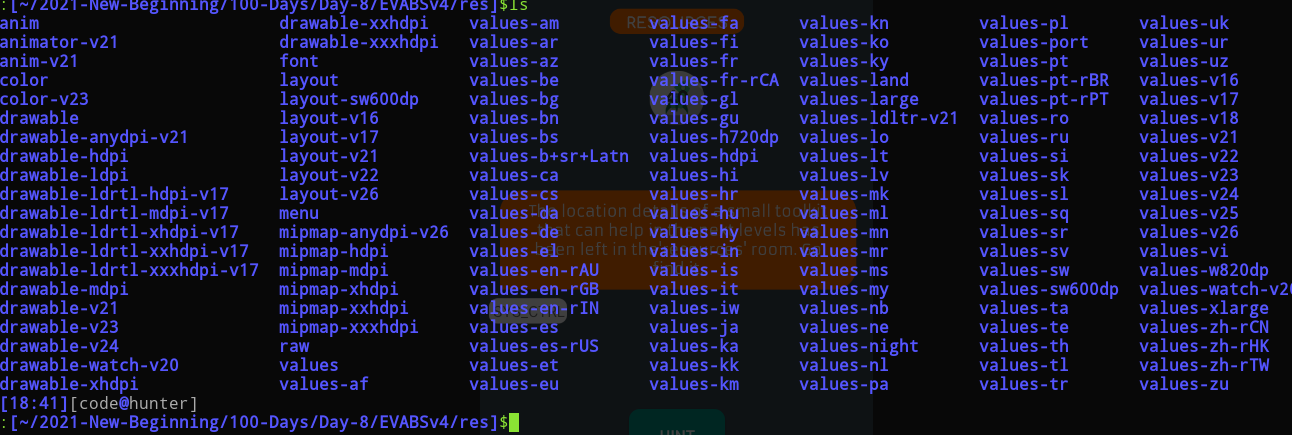 :[~/2021-New-Beginning/100-Days/Day-8/EVABSv4/res]$ls
anim drawable-xxhdpi values-am values-fa values-kn values-pl values-uk
animator-v21 drawable-xxxhdpi values-ar values-fi values-ko values-port values-ur
anim-v21 font values-az values-fr values-ky values-pt values-uz
color layout values-be values-fr-rCA values-land values-pt-rBR values-v16
color-v23 layout-sw600dp values-bg values-gl values-large values-pt-rPT values-v17
drawable layout-v16 values-bn values-gu values-ldltr-v21 values-ro values-v18
drawable-anydpi-v21 layout-v17 values-bs values-h720dp values-lo values-ru values-v21
drawable-hdpi layout-v21 values-b+sr+Latn values-hdpi values-lt values-si values-v22
drawable-ldpi layout-v22 values-ca values-hi values-lv values-sk values-v23
drawable-ldrtl-hdpi-v17 layout-v26 values-cs values-hr values-mk values-sl values-v24
drawable-ldrtl-mdpi-v17 menu values-da values-hu values-ml values-sq values-v25
drawable-ldrtl-xhdpi-v17 mipmap-anydpi-v26 values-de values-hy values-mn values-sr values-v26
drawable-ldrtl-xxhdpi-v17 mipmap-hdpi values-el values-in values-mr values-sv values-vi
drawable-ldrtl-xxxhdpi-v17 mipmap-mdpi values-en-rAU values-is values-ms values-sw values-w820dp
drawable-mdpi mipmap-xhdpi values-en-rGB values-it values-my values-sw600dp values-watch-v20
drawable-v21 mipmap-xxhdpi values-en-rIN values-iw values-nb values-ta values-xlarge
drawable-v23 mipmap-xxxhdpi values-es values-ja values-ne values-te values-zh-rCN
drawable-v24 raw values-es-rUS values-ka values-night values-th values-zh-rHK
drawable-watch-v20 values values-et values-kk values-nl values-tl values-zh-rTW
drawable-xhdpi values-af values-eu values-km values-pa values-tr values-zu
[18:41][code@hunter]
:[~/2021-New-Beginning/100-Days/Day-8/EVABSv4/res]$
HINT